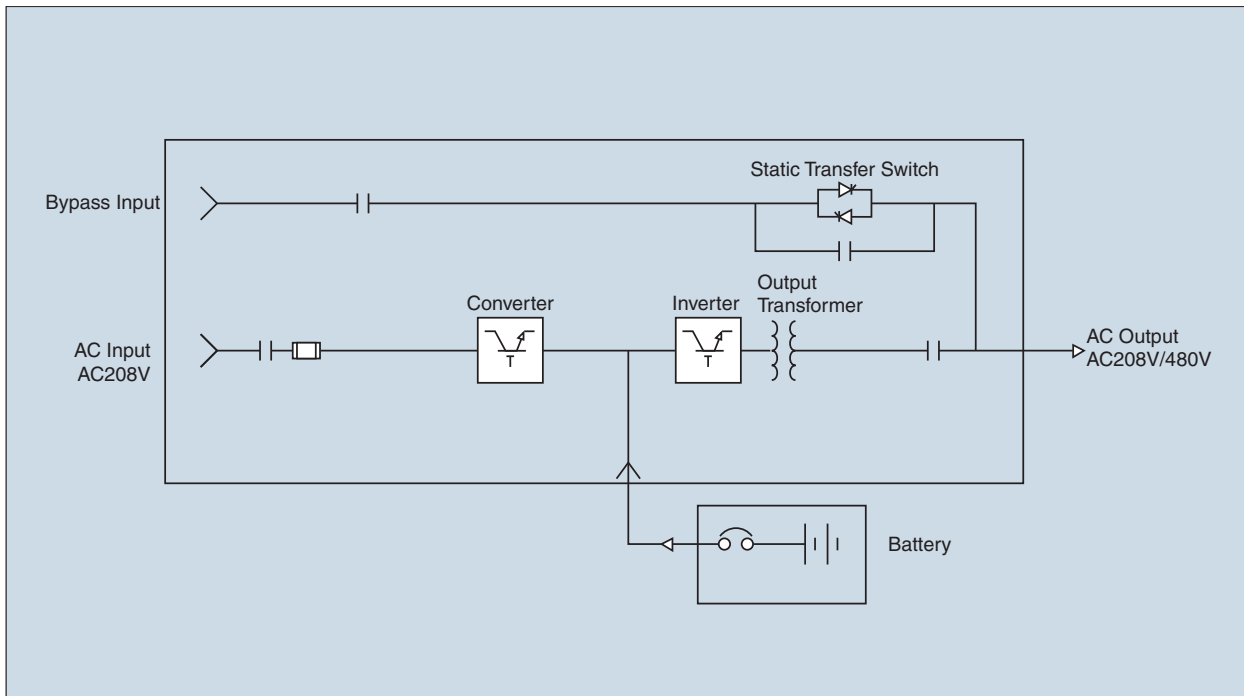 Static Transfer Switch
Bypass Input
Output
Transformer
Converter
Inverter
AC Input
AC208V
AC Output
AC208V/480V
T
T
Battery